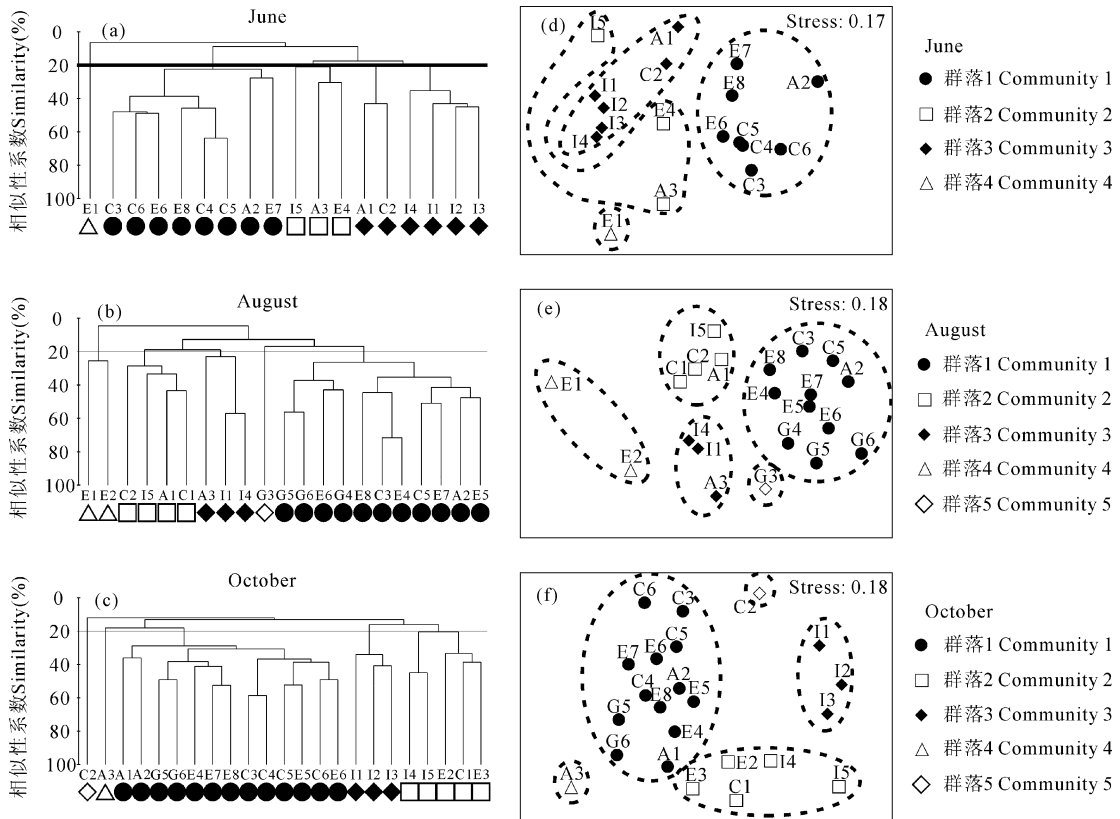 June
(a)
相似性系数Similarity(%)
0
20
40
60
80
100
E1 C3 C6 E6 E8 C4 C5 A2 E7 I5 A3 E4 A1 C2 I4 I1 I2 I3
(d)
Stress: 0.17
I5
A1
C2
I1
I2
I3
I4
E4
A3
E1
E7
A2
E8
E6
C5
C4
C6
C3
June
群落1 Community 1
群落2 Community 2
群落3 Community 3
群落4 Community 4
August
(b)
相似性系数Similarity(%)
0
20
40
60
80
100
E1 E2 C2 I5 A1 C1 A3 I1 I4 G3 G5 G6 E6 G4 E8 C3 E4 C5 E7 A2 E5
(e)
Stress: 0.18
I5
C2
C1
A1
E1
E2
I4
I1
A3
G3
C3
C5
E8
A2
E4
E7
E5
E6
G4
G5
G6
August
群落1 Community 1
群落2 Community 2
群落3 Community 3
群落4 Community 4
群落5 Community 5
October
(c)
相似性系数Similarity(%)
0
20
40
60
80
100
C2 A3 A1 A2 G5 G6 E4 E7 E8 C3 C4 C5 E5 C6 E6 I1 I2 I3 I4 I5 E2 C1 E3
(f)
Stress: 0.18
C6
C3
C2
I1
C5
E6
E7
I2
A2
C4
E8
E5
I3
G5
E4
G6
A1
E2
I4
A3
E3
C1
I5
October
群落1 Community 1
群落2 Community 2
群落3 Community 3
群落4 Community 4
群落5 Community 5